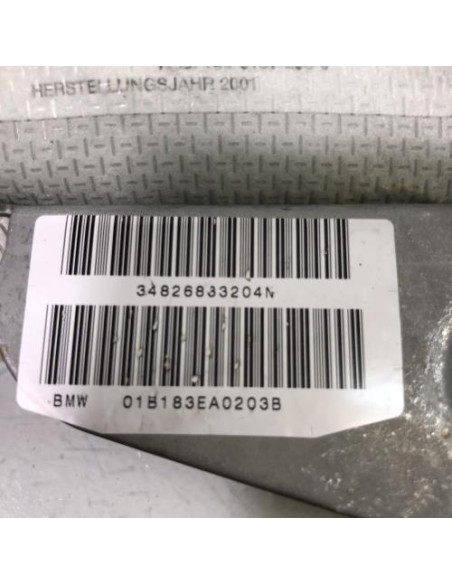 HERSTELLUNGSJAHR 2001
34826833204N
BMW 01B183EA0203B